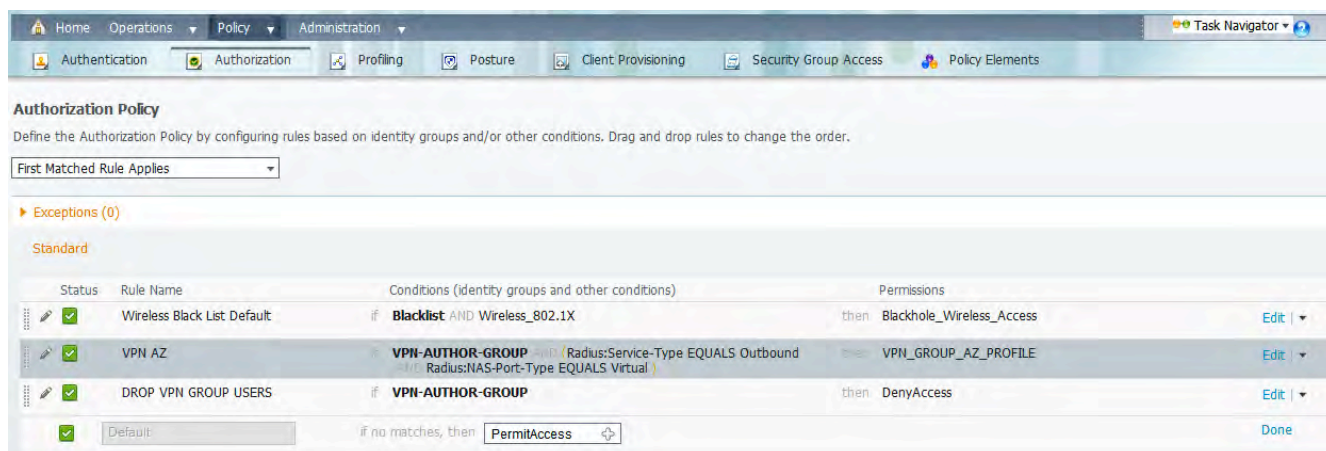 Home Operations Policy Administration Task Navigator
Authentication Authorization Profiling Posture Client Provisioning Security Group Access Policy Elements
Authorization Policy
Define the Authorization Policy by configuring rules based on identity groups and/or other conditions. Drag and drop rules to change the order.
First Matched Rule Applies
Exceptions (0)
Standard
Status Rule Name Conditions (identity groups and other conditions) Permissions
Wireless Black List Default if Blacklist AND Wireless_802.1X then Blackhole_Wireless_Access Edit |
VPN AZ if VPN-AUTHOR-GROUP AND (Radius:Service-Type EQUALS Outbound then VPN_GROUP_AZ_PROFILE Edit |
AND Radius:NAS-Port-Type EQUALS Virtual )
DROP VPN GROUP USERS if VPN-AUTHOR-GROUP then DenyAccess Edit |
Default if no matches, then PermitAccess Done